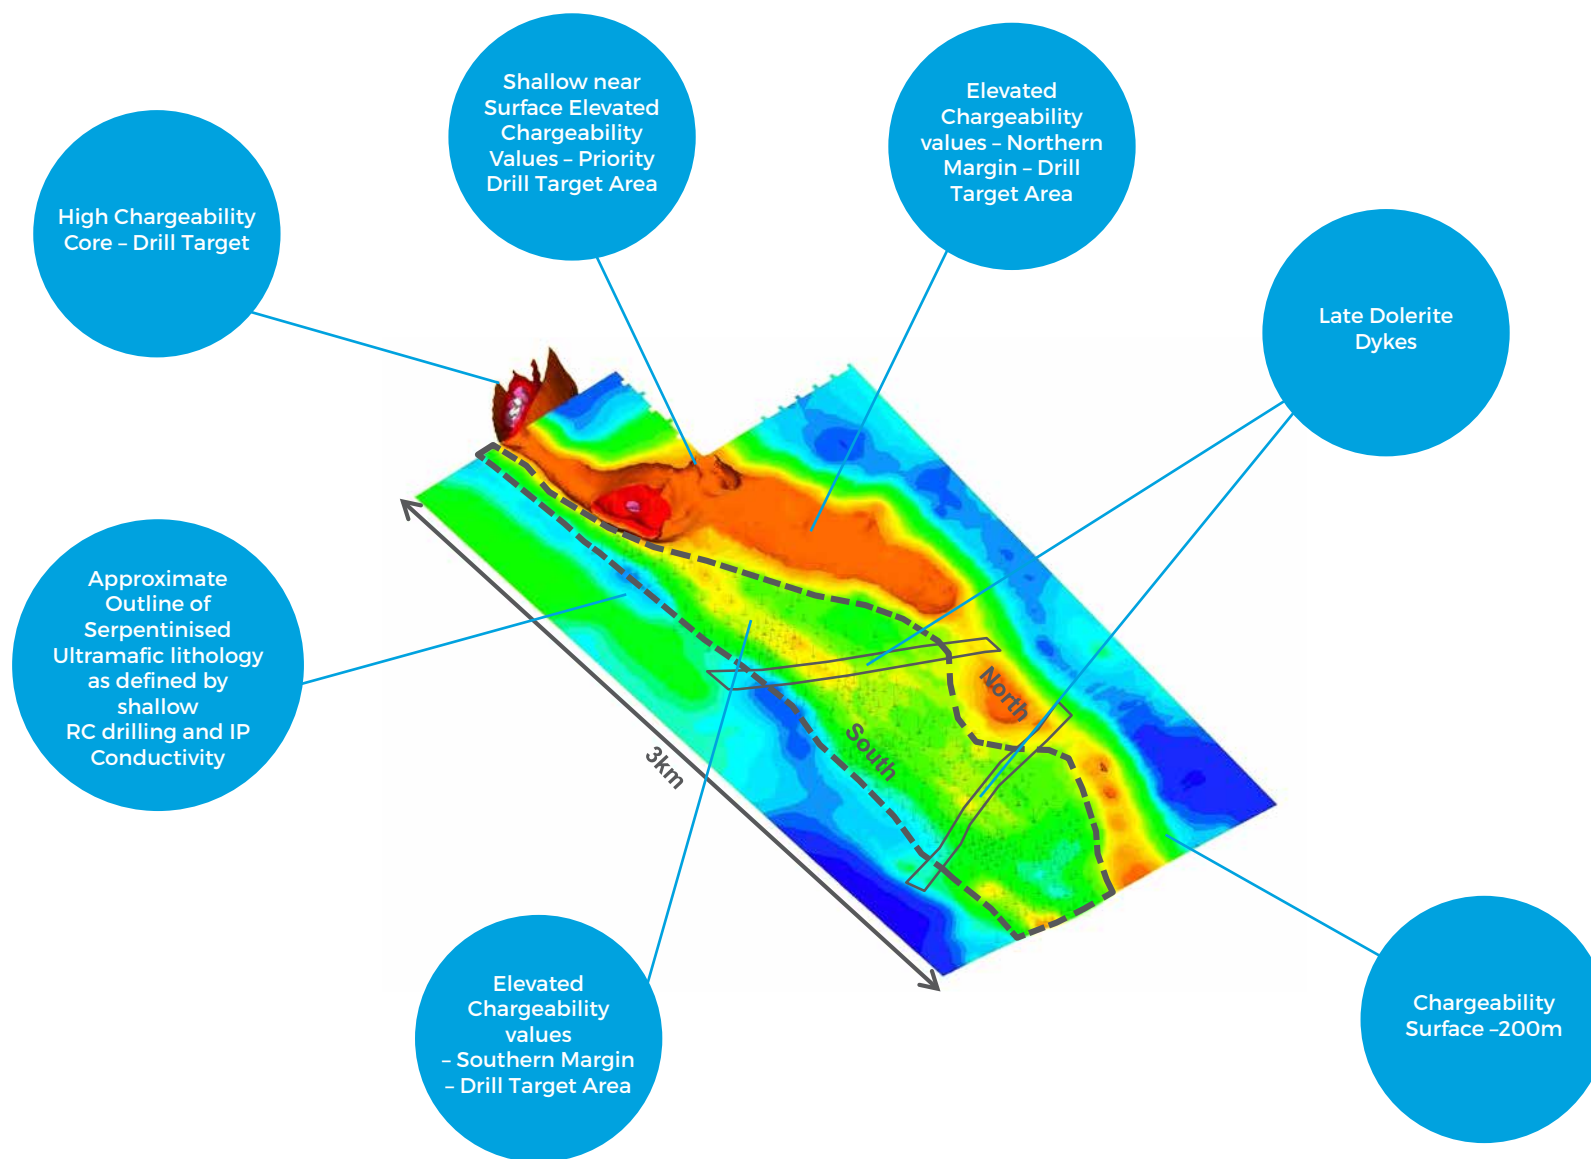 Shallow near
Surface Elevated
Chargeability
Values – Priority
Drill Target Area
Elevated
Chargeability
values – Northern
Margin – Drill
Target Area
High Chargeability
Core – Drill Target
Late Dolerite
Dykes
Approximate
Outline of
Serpentinised
Ultramafic lithology
as defined by
shallow
RC drilling and IP
Conductivity
North
South
3km
Elevated
Chargeability
values
– Southern Margin
– Drill Target Area
Chargeability
Surface –200m